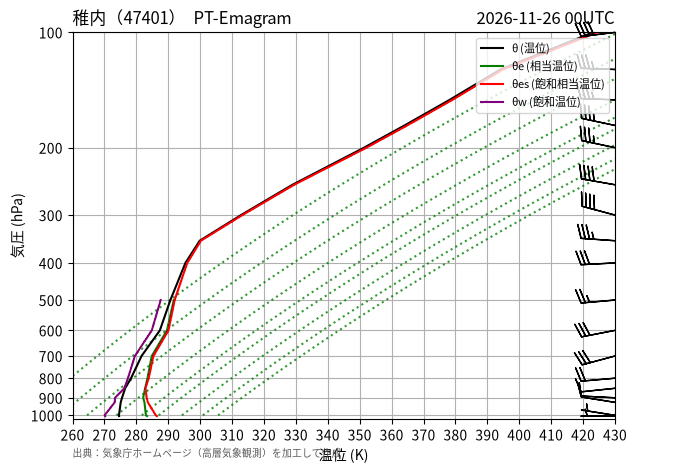 稚内（47401） PT-Emagram
2026-11-26 00UTC
θ (温位)
θe (相当温位)
θes (飽和相当温位)
θw (飽和温位)
気圧 (hPa)
100
200
300
400
500
600
700
800
900
1000
260 270 280 290 300 310 320 330 340 350 360 370 380 390 400 410 420 430
温位 (K)
出典：気象庁ホームページ（高層気象観測）を加工して